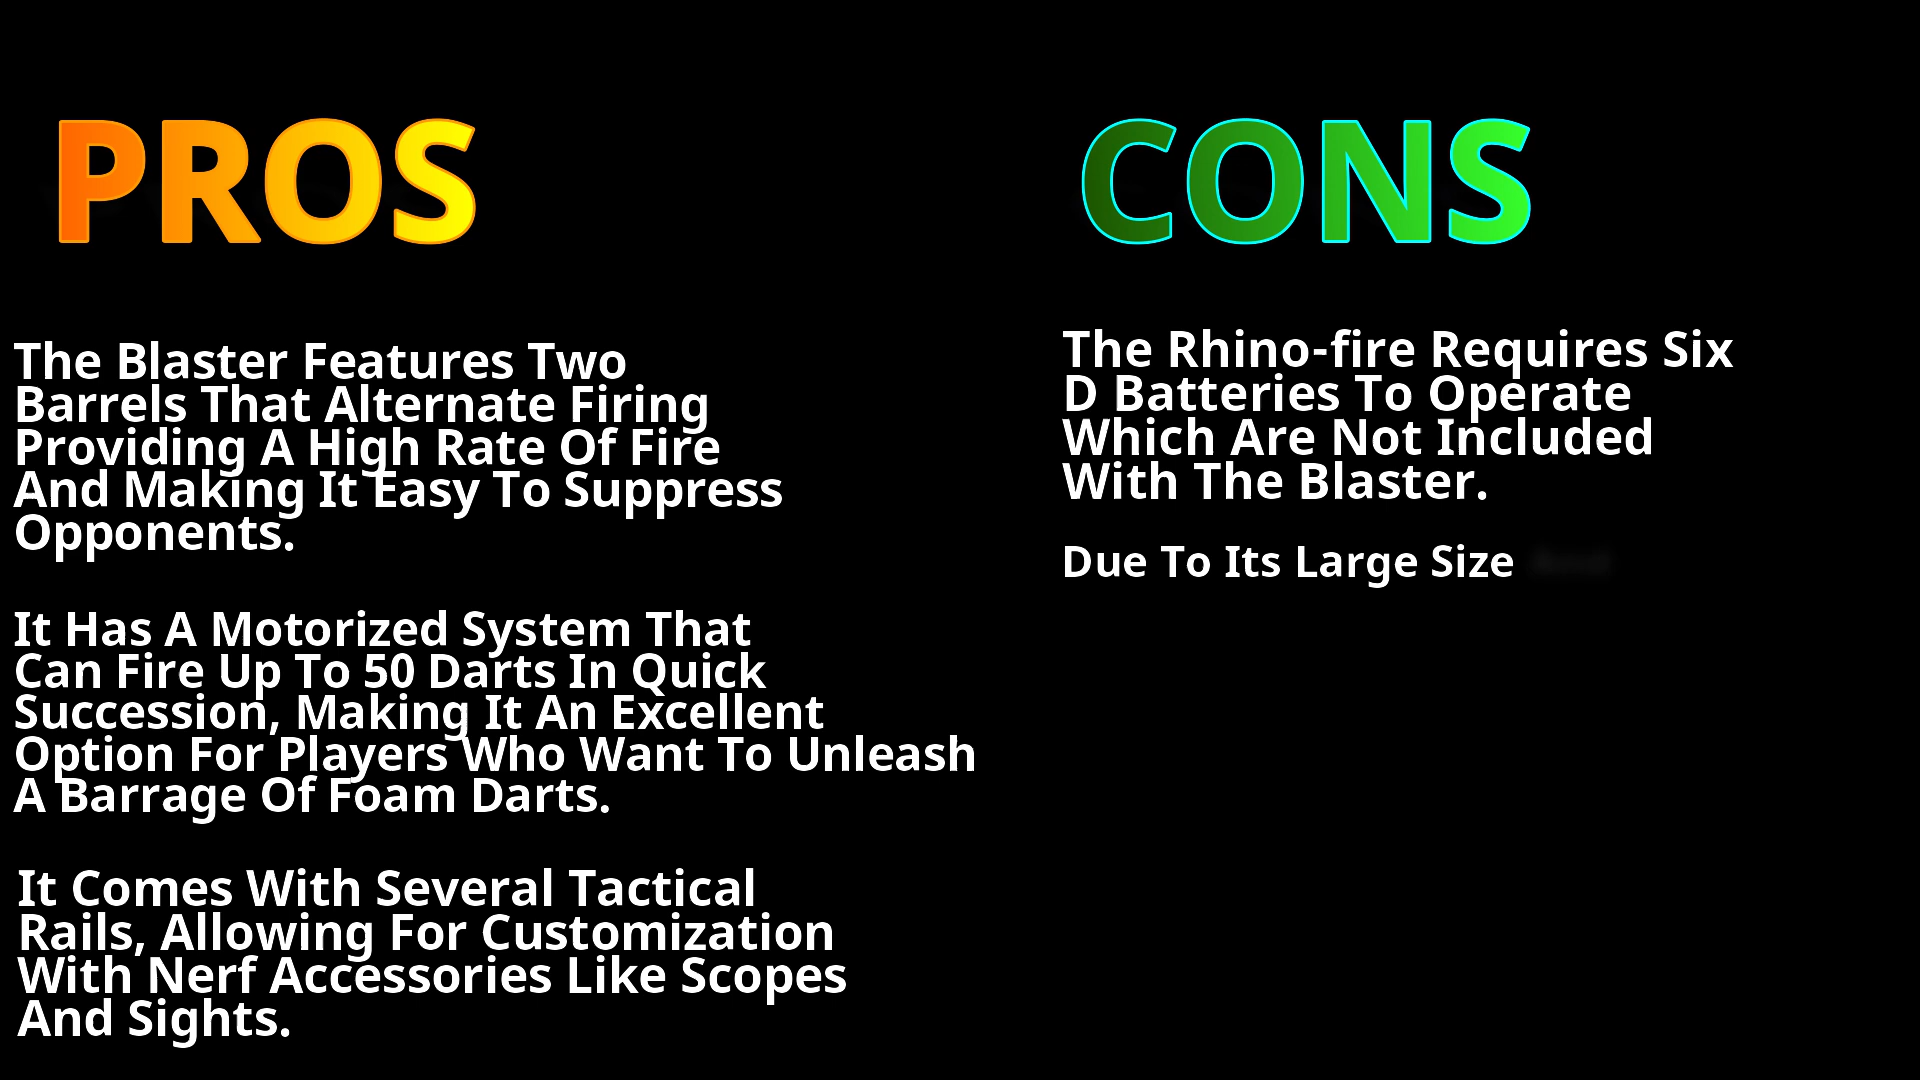 PROS
The Blaster Features Two
Barrels That Alternate Firing
Providing A High Rate Of Fire
And Making It Easy To Suppress
Opponents.
It Has A Motorized System That
Can Fire Up To 50 Darts In Quick
Succession, Making It An Excellent
Option For Players Who Want To Unleash
A Barrage Of Foam Darts.
It Comes With Several Tactical
Rails, Allowing For Customization
With Nerf Accessories Like Scopes
And Sights.
CONS
The Rhino-fire Requires Six
D Batteries To Operate
Which Are Not Included
With The Blaster.
Due To Its Large Size